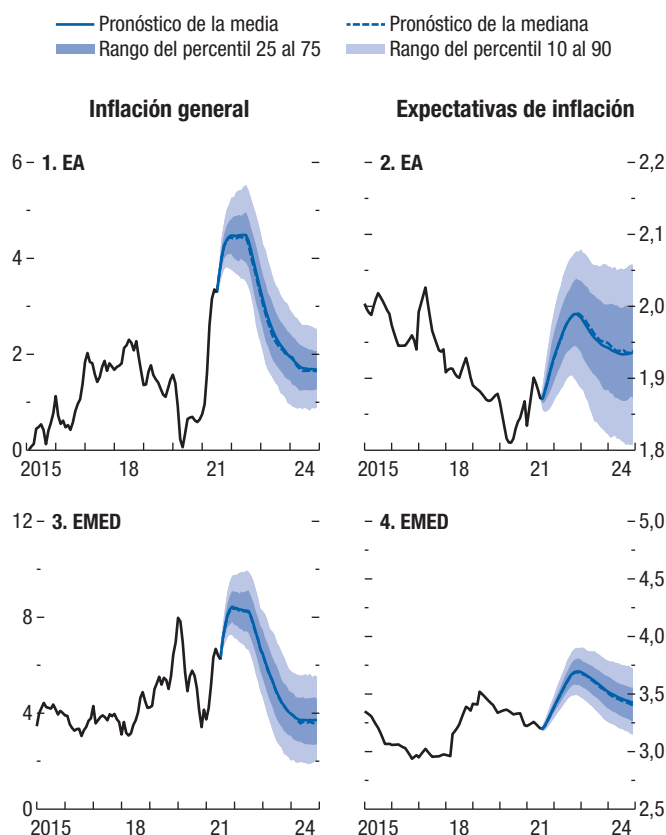 Pronóstico de la media
Pronóstico de la mediana
Rango del percentil 25 al 75
Rango del percentil 10 al 90
Inflación general
Expectativas de inflación
6
1. EA
4
2
0
2015 18 21 24
2. EA
2,2
2,1
2,0
1,9
1,8
2015 18 21 24
12
3. EMED
8
4
0
2015 18 21 24
4. EMED
5,0
4,5
4,0
3,5
3,0
2,5
2015 18 21 24